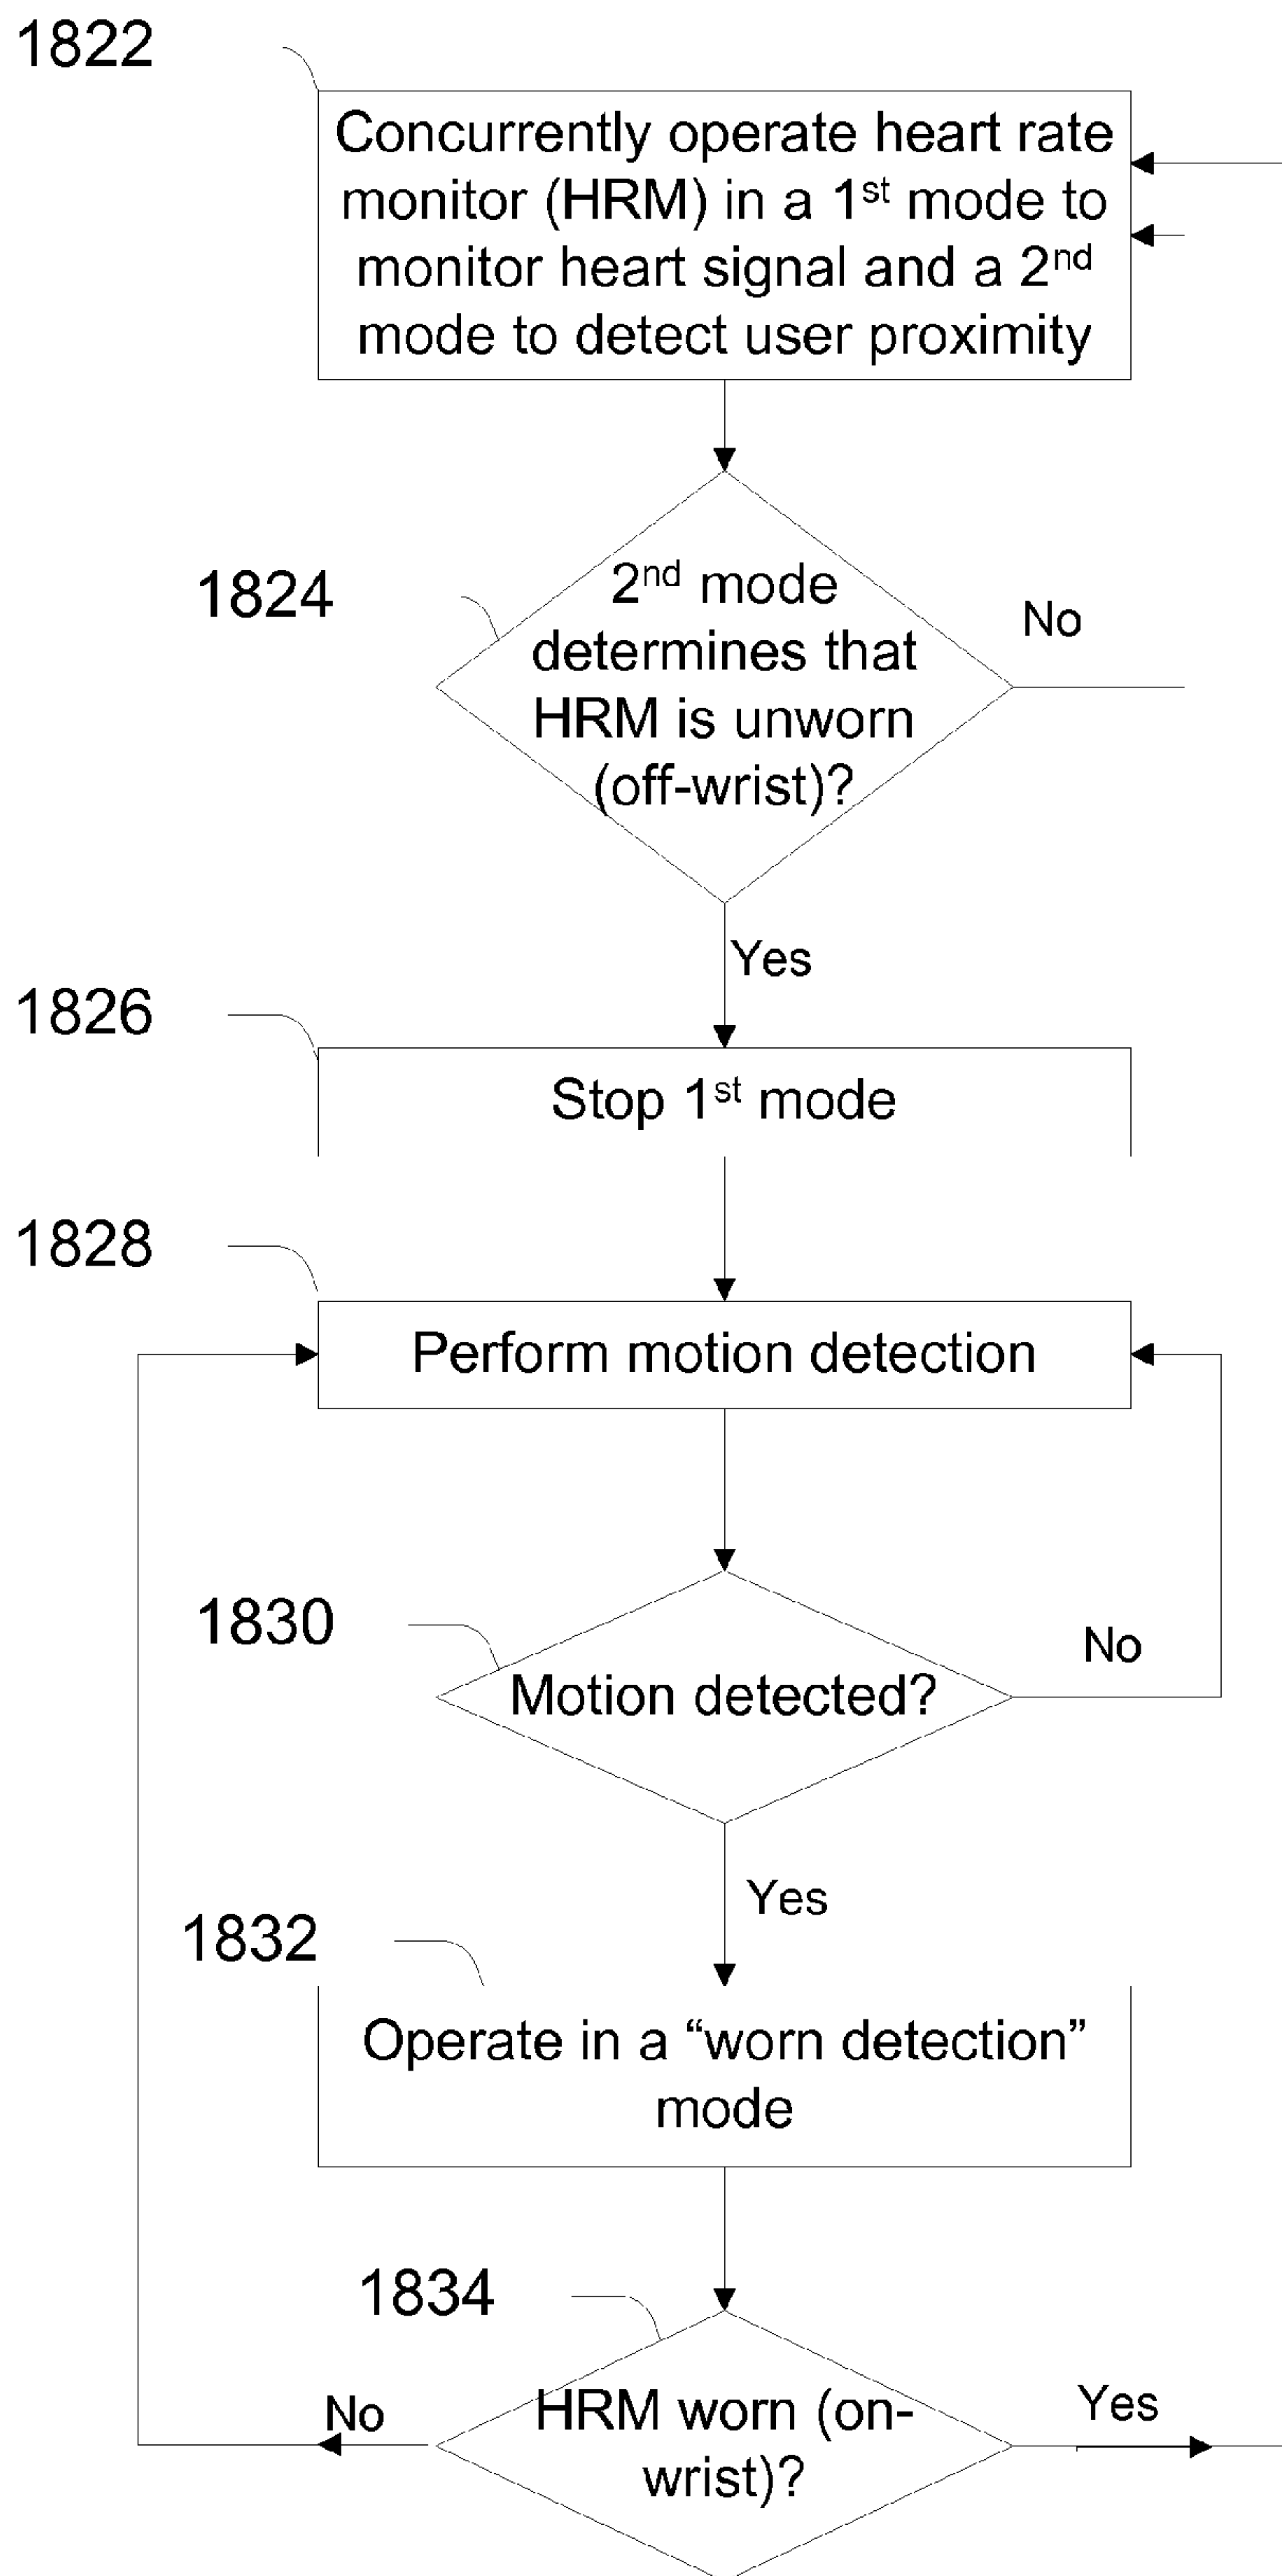 1822
Concurrently operate heart rate
monitor (HRM) in a 1st mode to
monitor heart signal and a 2nd
mode to detect user proximity
1824
2nd mode
determines that
HRM is unworn
(off-wrist)?
No
Yes
1826
Stop 1st mode
1828
Perform motion detection
1830
Motion detected?
No
Yes
1832
Operate in a “worn detection”
mode
1834
HRM worn (on-
wrist)?
No
Yes